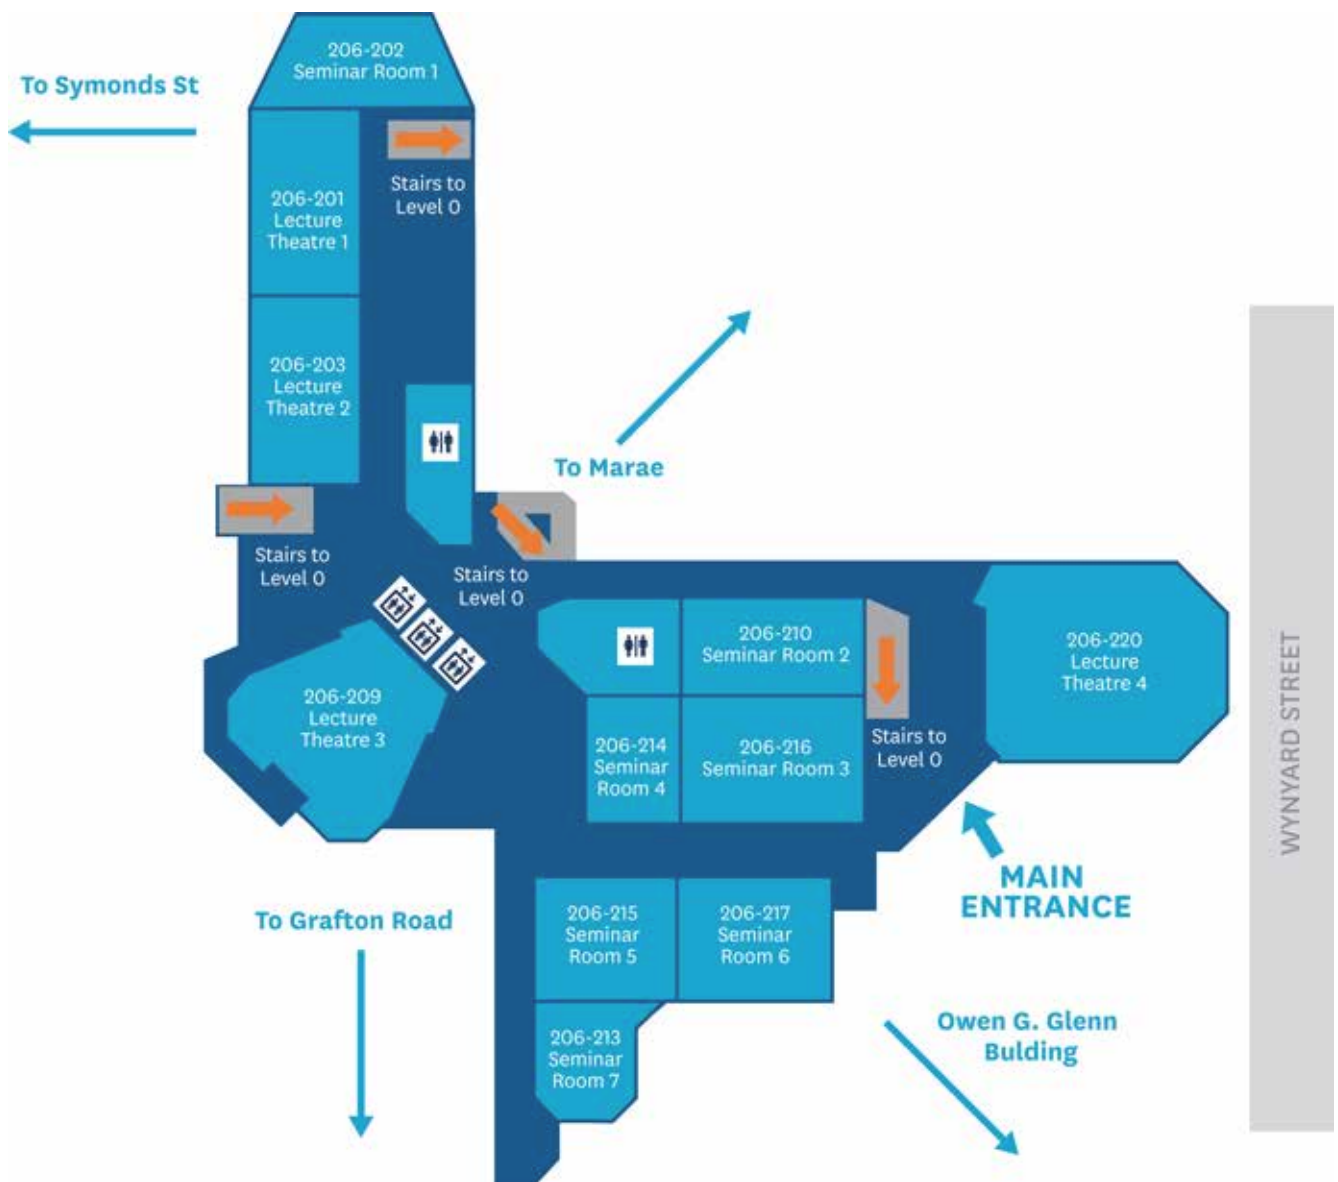 206-202
Seminar Room 1
To Symonds St
Stairs to
Level 0
206-201
Lecture
Theatre 1
206-203
Lecture
Theatre 2
To Marae
Stairs to
Level 0
Stairs to
Level 0
206-210
Seminar Room 2
206-220
Lecture
Theatre 4
206-209
Lecture
Theatre 3
206-214
Seminar
Room 4
206-216
Seminar Room 3
Stairs to
Level 0
WYNYARD STREET
MAIN
ENTRANCE
To Grafton Road
206-215
Seminar
Room 5
206-217
Seminar
Room 6
206-213
Seminar
Room 7
Owen G. Glenn
Bulding